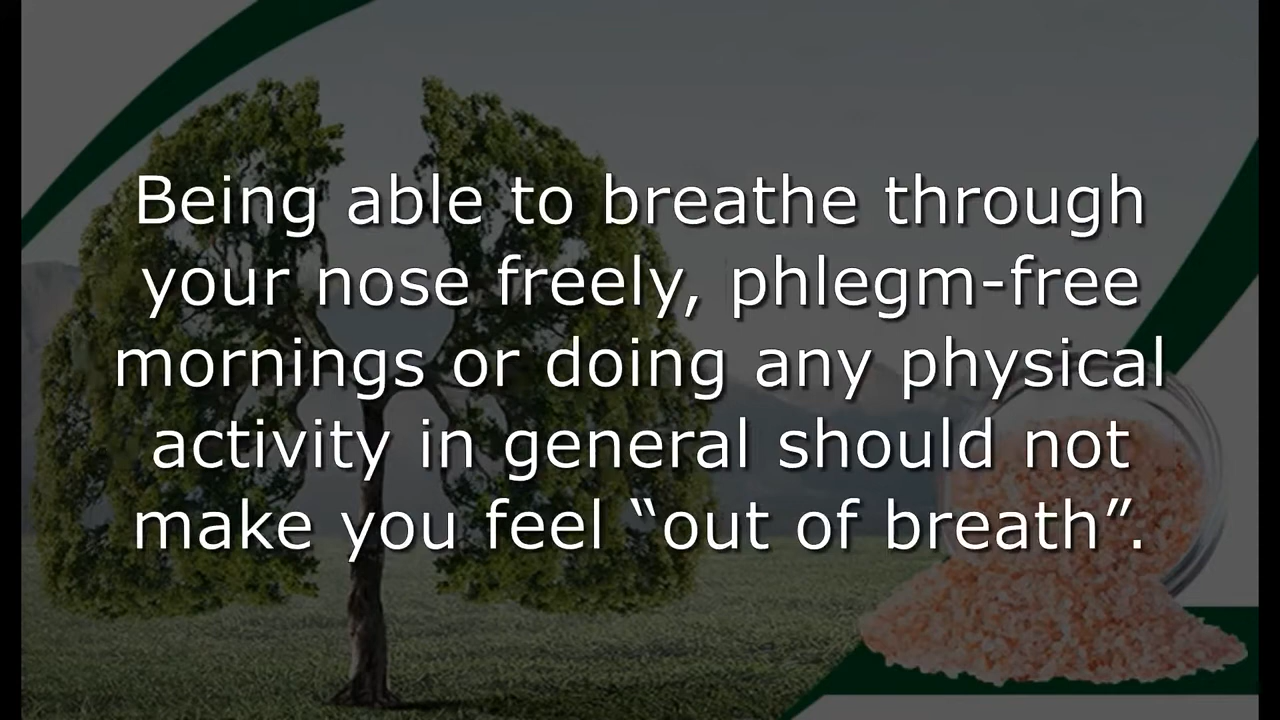 Being able to breathe through
your nose freely, phlegm-free
mornings or doing any physical
activity in general should not
make you feel “out of breath”.